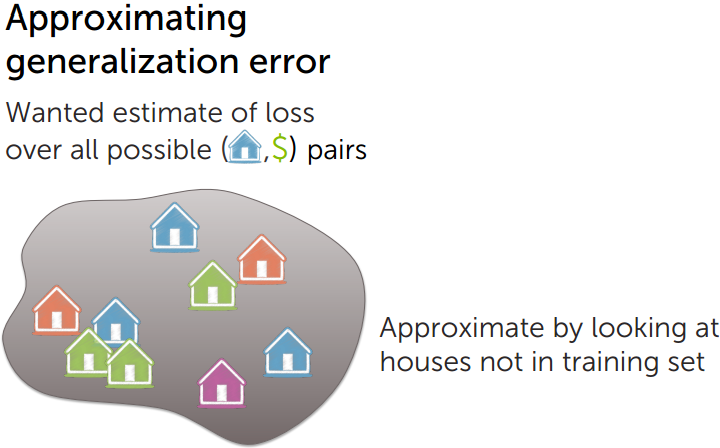 Approximating
generalization error
Wanted estimate of loss
over all possible ( ,$) pairs
Approximate by looking at
houses not in training set